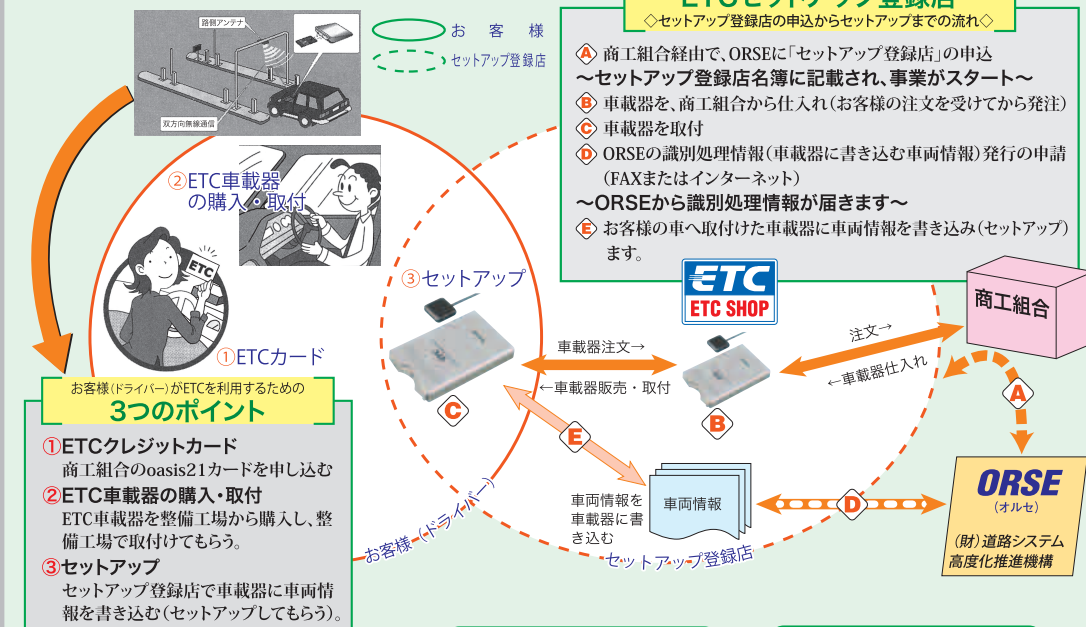 路側アンテナ
双方向無線通信
お 客 様
セットアップ登録店
ETCセットアップ登録店
◇セットアップ登録店の申込からセットアップまでの流れ◇
A 商工組合経由で、ORSEに「セットアップ登録店」の申込
～セットアップ登録店名簿に記載され、事業がスタート～
B 車載器を、商工組合から仕入れ(お客様の注文を受けてから発注)
C 車載器を取付
D ORSEの識別処理情報(車載器に書き込む車両情報)発行の申請
(FAXまたはインターネット)
～ORSEから識別処理情報が届きます～
E お客様の車へ取付けた車載器に車両情報を書き込み(セットアップ)
ます。
②ETC車載器
の購入・取付
ETC
①ETCカード
③セットアップ
ETC
ETC SHOP
商工組合
車載器注文→
←車載器販売・取付
注文→
←車載器仕入れ
A
B
C
D
E
車両情報を
車載器に書
き込む
車両情報
お客様(ドライバー)
セットアップ登録店
ORSE
(オルセ)
(財)道路システム
高度化推進機構
お客様(ドライバー)がETCを利用するための
3つのポイント
①ETCクレジットカード
商工組合のoasis21カードを申し込む
②ETC車載器の購入・取付
ETC車載器を整備工場から購入し、整
備工場で取付けてもらう。
③セットアップ
セットアップ登録店で車載器に車両情
報を書き込む(セットアップしてもらう)。